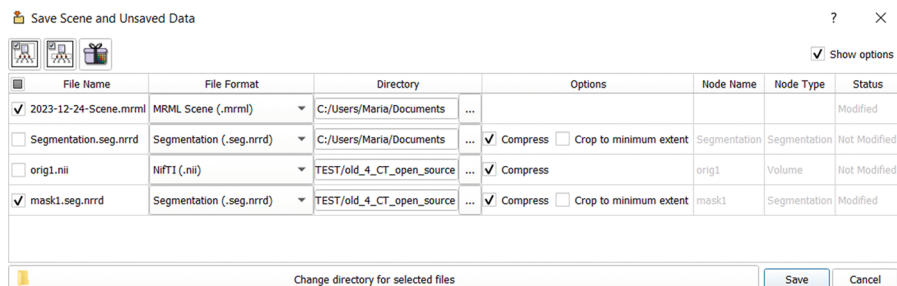 Save Scene and Unsaved Data ? ×
Show options
File Name File Format Directory Options Node Name Node Type Status
2023-12-24-Scene.mrml MRML Scene (.mrml) C:/Users/Maria/Documents ... Modified
Segmentation.seg.nrrd Segmentation (.seg.nrrd) C:/Users/Maria/Documents ... Compress Crop to minimum extent Segmentation Segmentation Not Modified
orig1.nii NifTI (.nii) TEST/old_4_CT_open_source ... Compress orig1 Volume Not Modified
mask1.seg.nrrd Segmentation (.seg.nrrd) TEST/old_4_CT_open_source ... Compress Crop to minimum extent mask1 Segmentation Modified
Change directory for selected files Save Cancel